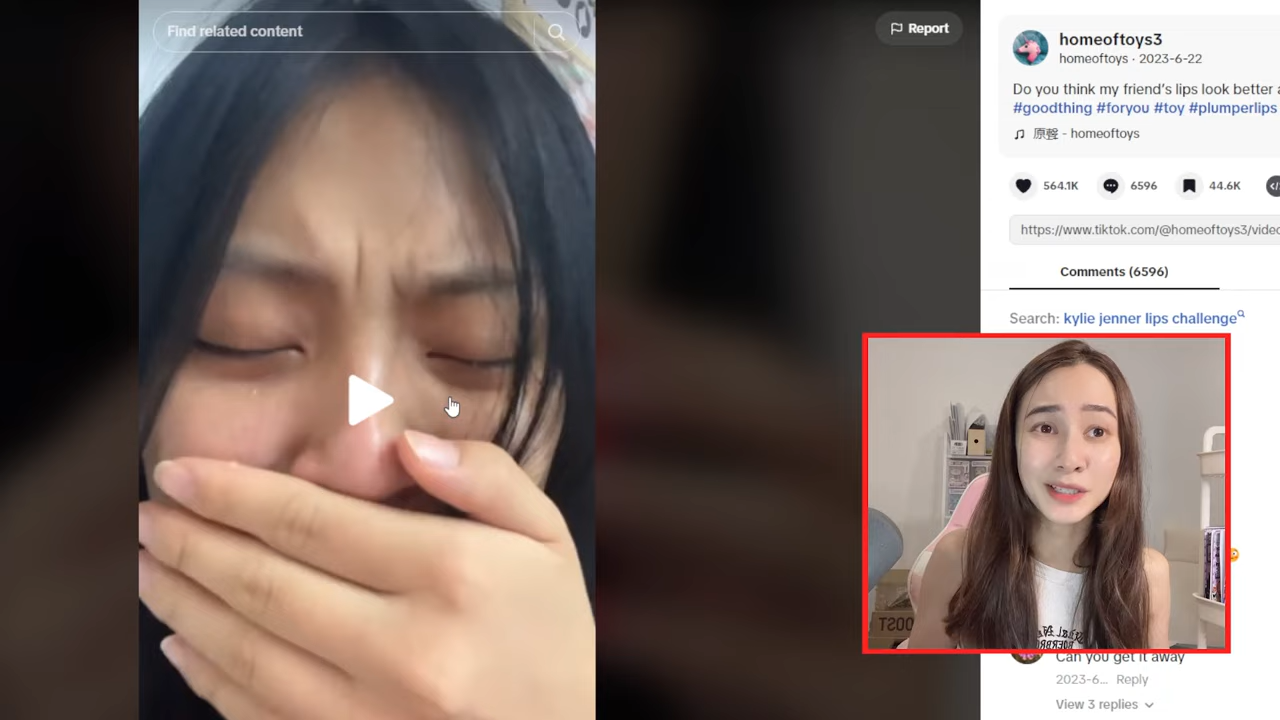 Find related content
Report
homeoftoys3
homeoftoys · 2023-6-22
Do you think my friend's lips look better
#goodthing #foryou #toy #plumperlips
原聲 - homeoftoys
564.1K
6596
44.6K
https://www.tiktok.com/@homeoftoys3/vide
Comments (6596)
Search: kylie jenner lips challenge
Can you get it away
2023-6... Reply
View 3 replies